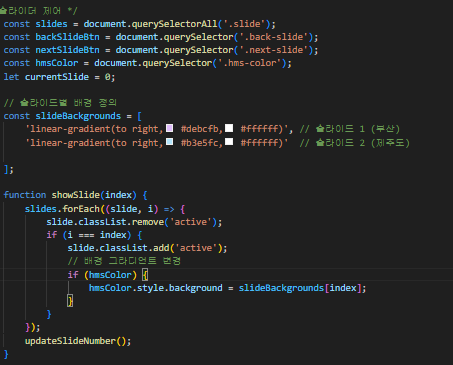 슬라이더 제어 */
const slides = document.querySelectorAll('.slide');
const backSlideBtn = document.querySelector('.back-slide');
const nextSlideBtn = document.querySelector('.next-slide');
const hmsColor = document.querySelector('.hms-color');
let currentSlide = 0;
// 슬라이드별 배경 정의
const slideBackgrounds = [
'linear-gradient(to right, #debcfb, #ffffff)', // 슬라이드 1 (부산)
'linear-gradient(to right, #b3e5fc, #ffffff)' // 슬라이드 2 (제주도)
];
function showSlide(index) {
slides.forEach((slide, i) => {
slide.classList.remove('active');
if (i === index) {
slide.classList.add('active');
// 배경 그라디언트 변경
if (hmsColor) {
hmsColor.style.background = slideBackgrounds[index];
}
}
});
updateSlideNumber();
}